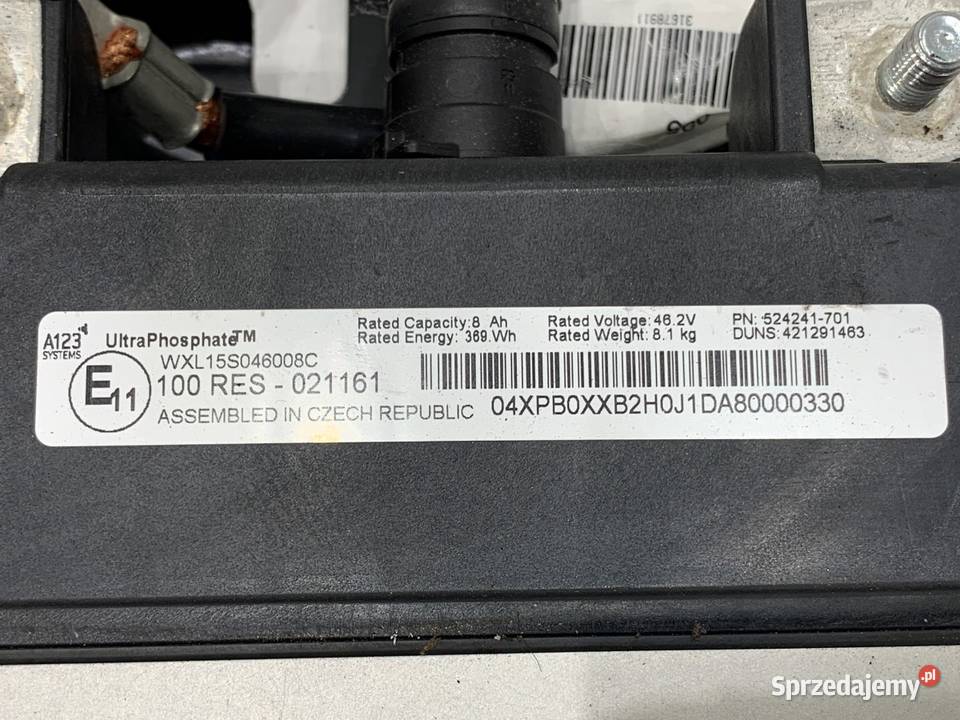 31678911
A123 SYSTEMS
UltraPhosphate™
WXL15S046008C
E11
100 RES - 021161
ASSEMBLED IN CZECH REPUBLIC
Rated Capacity: 8 Ah
Rated Energy: 369 Wh
Rated Voltage: 46.2V
Rated Weight: 8.1 kg
PN: 524241-701
DUNS: 421291463
04XPB0XXB2H0J1DA80000330
Sprzedajemy.pl